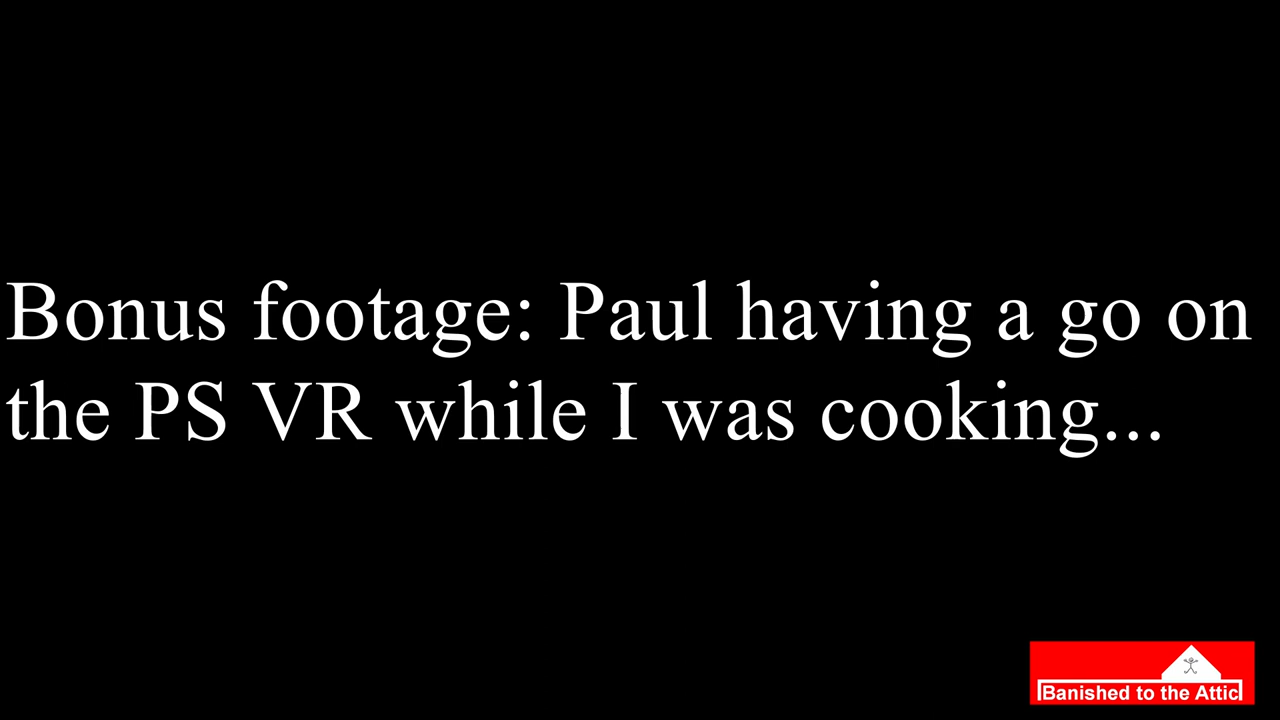 Bonus footage: Paul having a go on
the PS VR while I was cooking...
Banished to the Attic